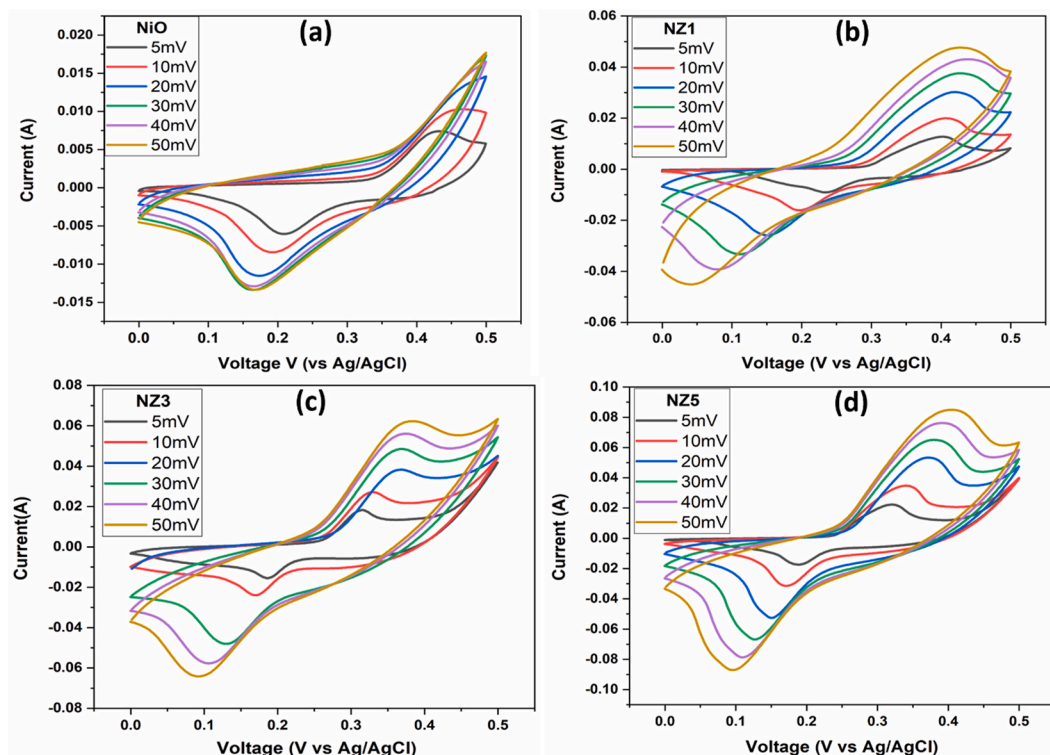 NiO
5mV
10mV
20mV
30mV
40mV
50mV
(a)
Current (A)
0.020
0.015
0.010
0.005
0.000
-0.005
-0.010
-0.015
0.0 0.1 0.2 0.3 0.4 0.5
Voltage V (vs Ag/AgCl)
NZ1
5mV
10mV
20mV
30mV
40mV
50mV
(b)
Current (A)
0.06
0.04
0.02
0.00
-0.02
-0.04
-0.06
0.0 0.1 0.2 0.3 0.4 0.5
Voltage (V vs Ag/AgCl)
NZ3
5mV
10mV
20mV
30mV
40mV
50mV
(c)
Current(A)
0.08
0.06
0.04
0.02
0.00
-0.02
-0.04
-0.06
-0.08
0.0 0.1 0.2 0.3 0.4 0.5
Voltage (V vs Ag/AgCl)
NZ5
5mV
10mV
20mV
30mV
40mV
50mV
(d)
Current (A)
0.10
0.08
0.06
0.04
0.02
0.00
-0.02
-0.04
-0.06
-0.08
-0.10
0.0 0.1 0.2 0.3 0.4 0.5
Voltage (V vs Ag/AgCl)